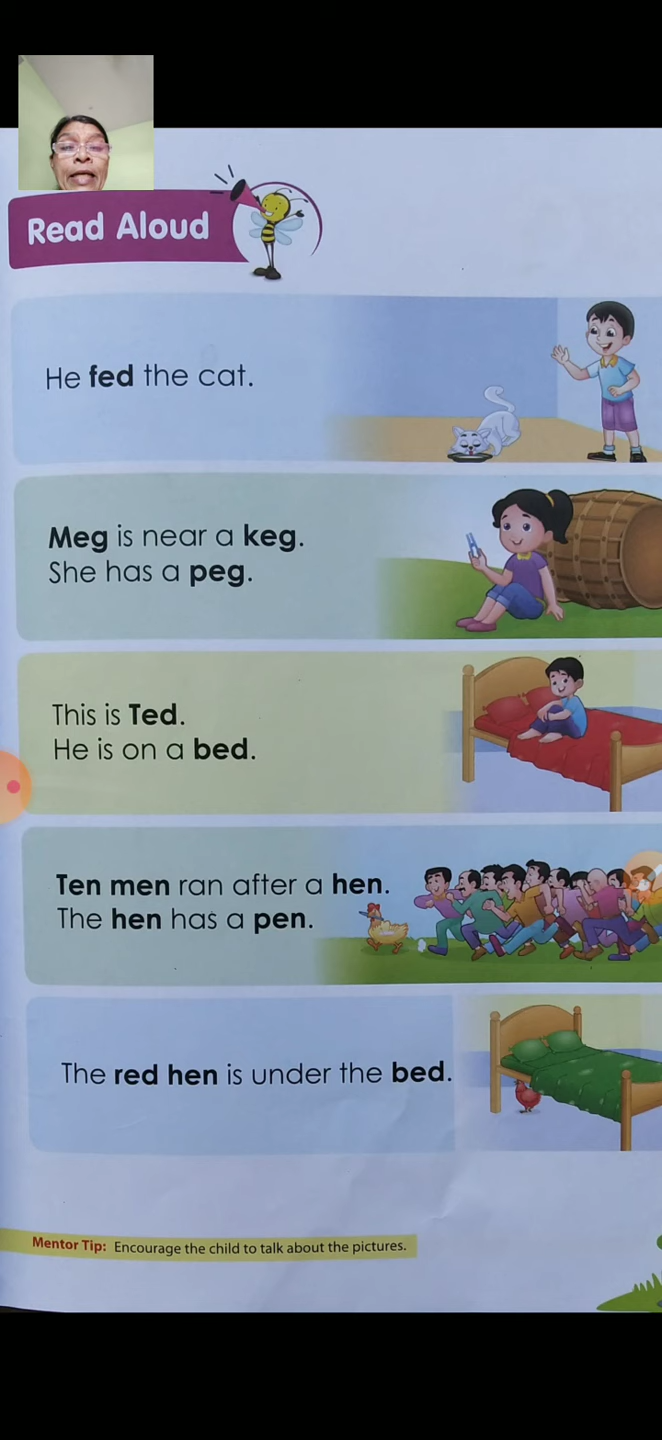 Read Aloud
He fed the cat.
Meg is near a keg.
She has a peg.
This is Ted.
He is on a bed.
Ten men ran after a hen.
The hen has a pen.
The red hen is under the bed.
Mentor Tip: Encourage the child to talk about the pictures.